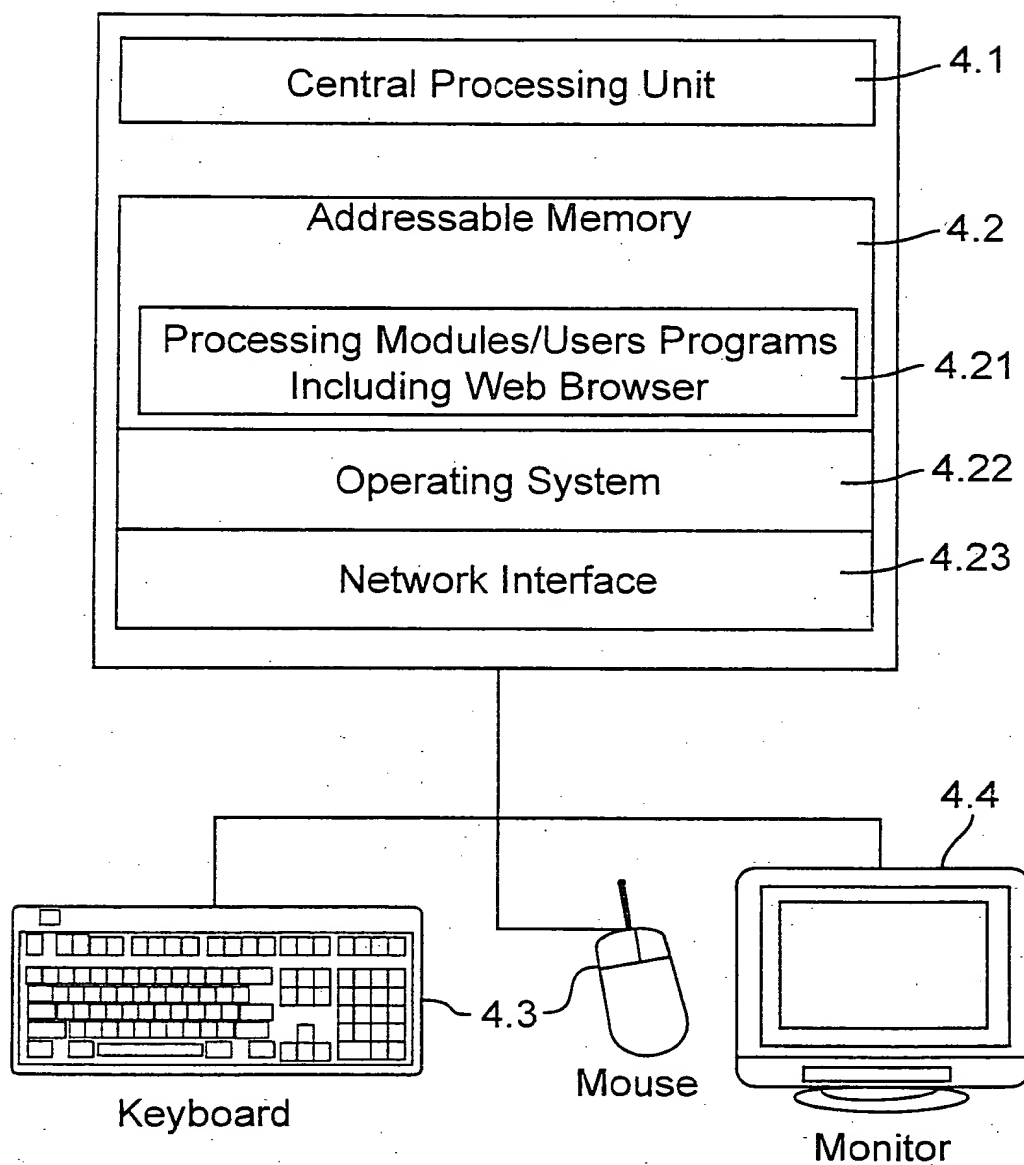 Central Processing Unit
4.1
Addressable Memory
4.2
Processing Modules/Users Programs
Including Web Browser
4.21
Operating System
4.22
Network Interface
4.23
4.4
4.3
Keyboard
Mouse
Monitor